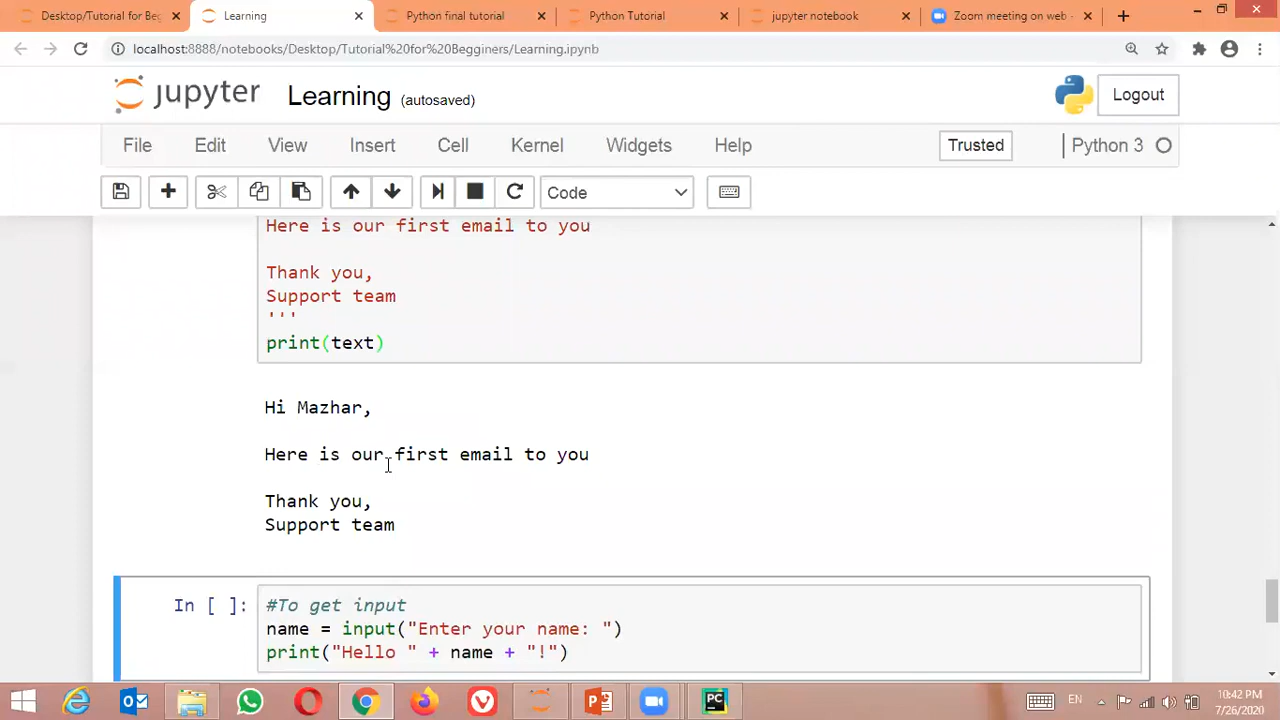 Desktop/Tutorial for Beg
Learning
Python final tutorial
Python Tutorial
jupyter notebook
Zoom meeting on web -
localhost:8888/notebooks/Desktop/Tutorial%20for%20Begginers/Learning.ipynb
jupyter Learning (autosaved)
Logout
File Edit View Insert Cell Kernel Widgets Help Trusted Python 3
Code
Here is our first email to you
Thank you,
Support team
'''
print(text)
Hi Mazhar,
Here is our first email to you
Thank you,
Support team
In [ ]: #To get input
name = input("Enter your name: ")
print("Hello " + name + "!")
EN
10:42 PM
7/26/2020